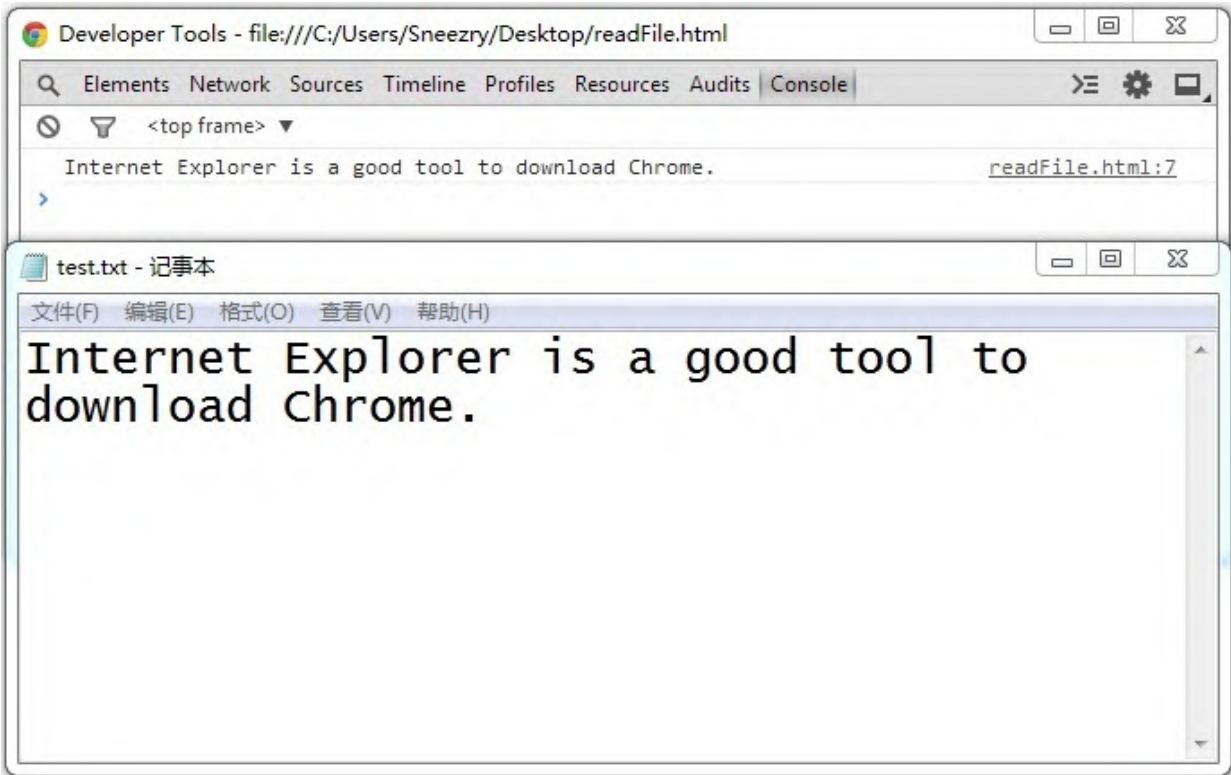 Developer Tools - file:///C:/Users/Sneezry/Desktop/readFile.html
Elements Network Sources Timeline Profiles Resources Audits Console
<top frame> ▼
Internet Explorer is a good tool to download Chrome. readFile.html:7
test.txt - 记事本
文件(F) 编辑(E) 格式(O) 查看(V) 帮助(H)
Internet Explorer is a good tool to
download Chrome.